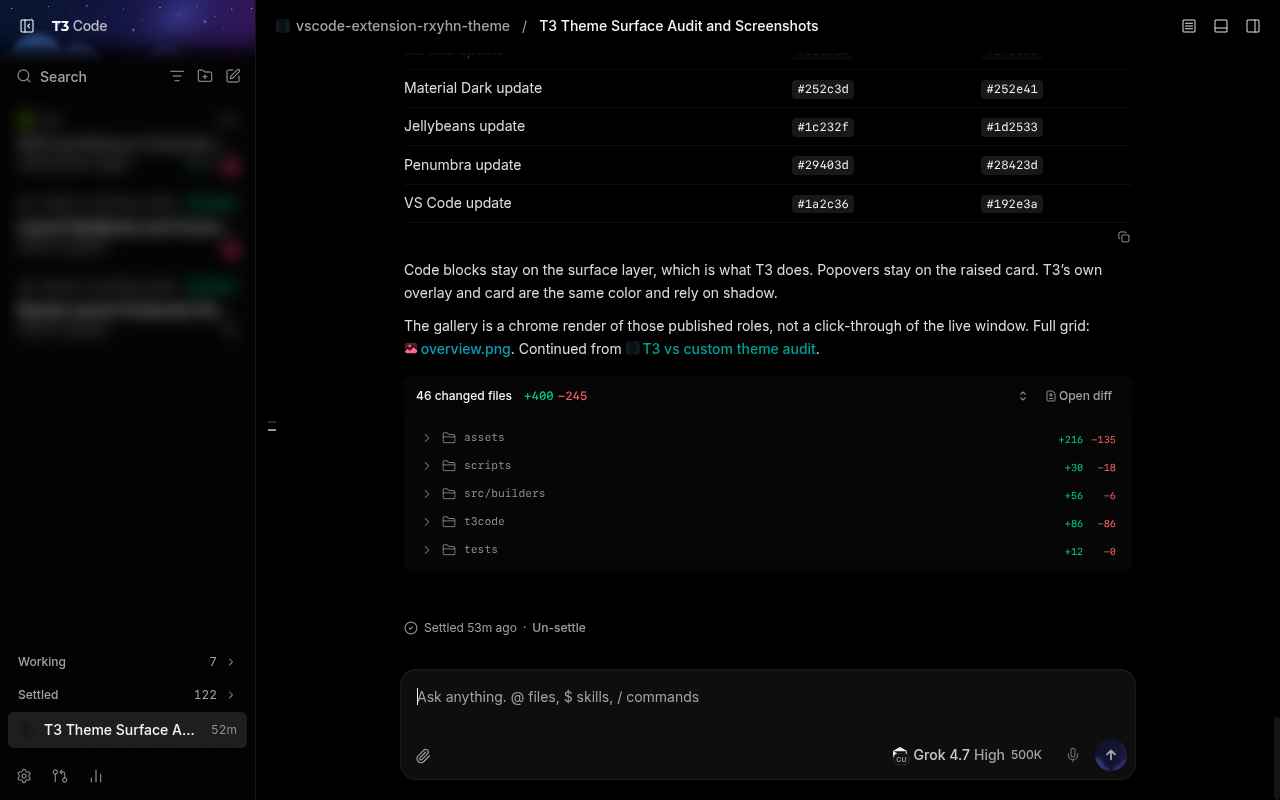 T3 Code
vscode-extension-rxyhn-theme / T3 Theme Surface Audit and Screenshots
Search
Material Dark update #252c3d #252e41
Jellybeans update #1c232f #1d2533
Penumbra update #29403d #28423d
VS Code update #1a2c36 #192e3a
Code blocks stay on the surface layer, which is what T3 does. Popovers stay on the raised card. T3’s own
overlay and card are the same color and rely on shadow.
The gallery is a chrome render of those published roles, not a click-through of the live window. Full grid:
overview.png. Continued from T3 vs custom theme audit.
46 changed files +400 −245
Open diff
assets +216 −135
scripts +30 −18
src/builders +56 −6
t3code +86 −86
tests +12 −0
Settled 53m ago · Un-settle
Working 7
Settled 122
T3 Theme Surface A... 52m
Ask anything. @ files, $ skills, / commands
CU
Grok 4.7 High 500K